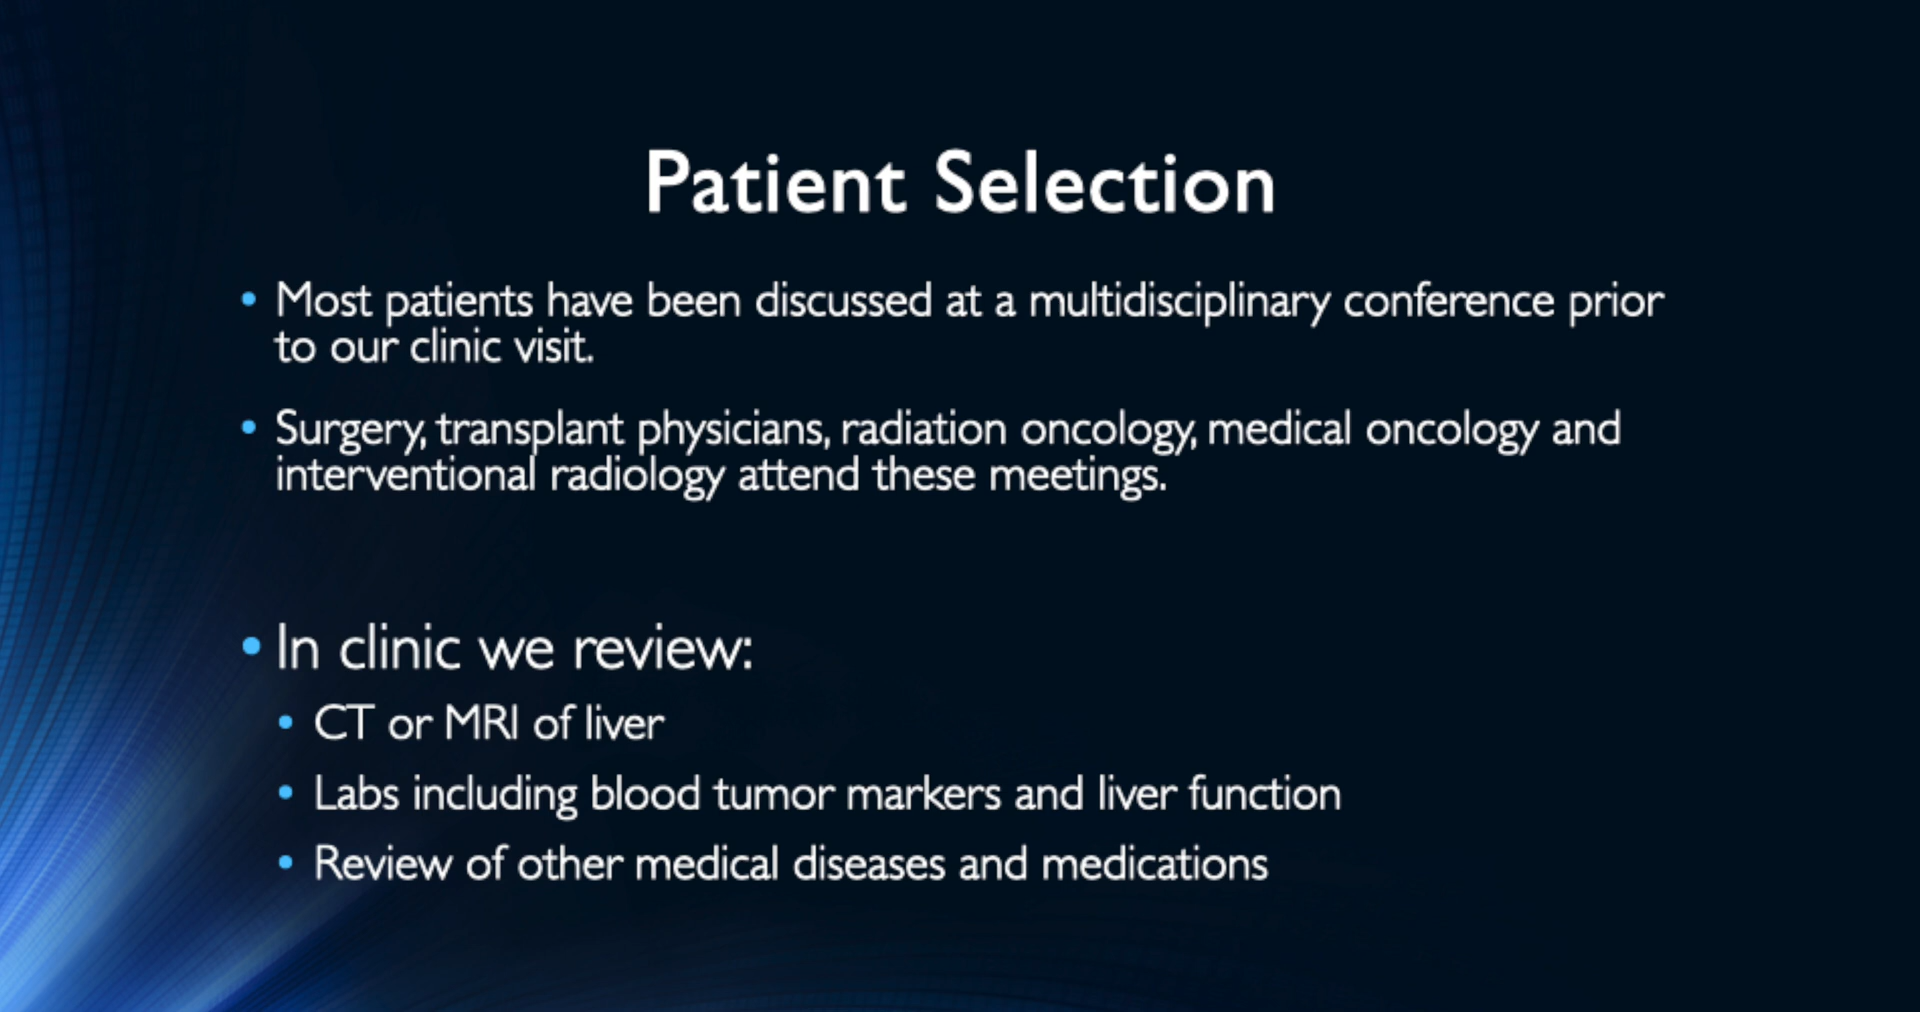 Patient Selection
• Most patients have been discussed at a multidisciplinary conference prior
to our clinic visit.
• Surgery, transplant physicians, radiation oncology, medical oncology and
interventional radiology attend these meetings.
• In clinic we review:
• CT or MRI of liver
• Labs including blood tumor markers and liver function
• Review of other medical diseases and medications